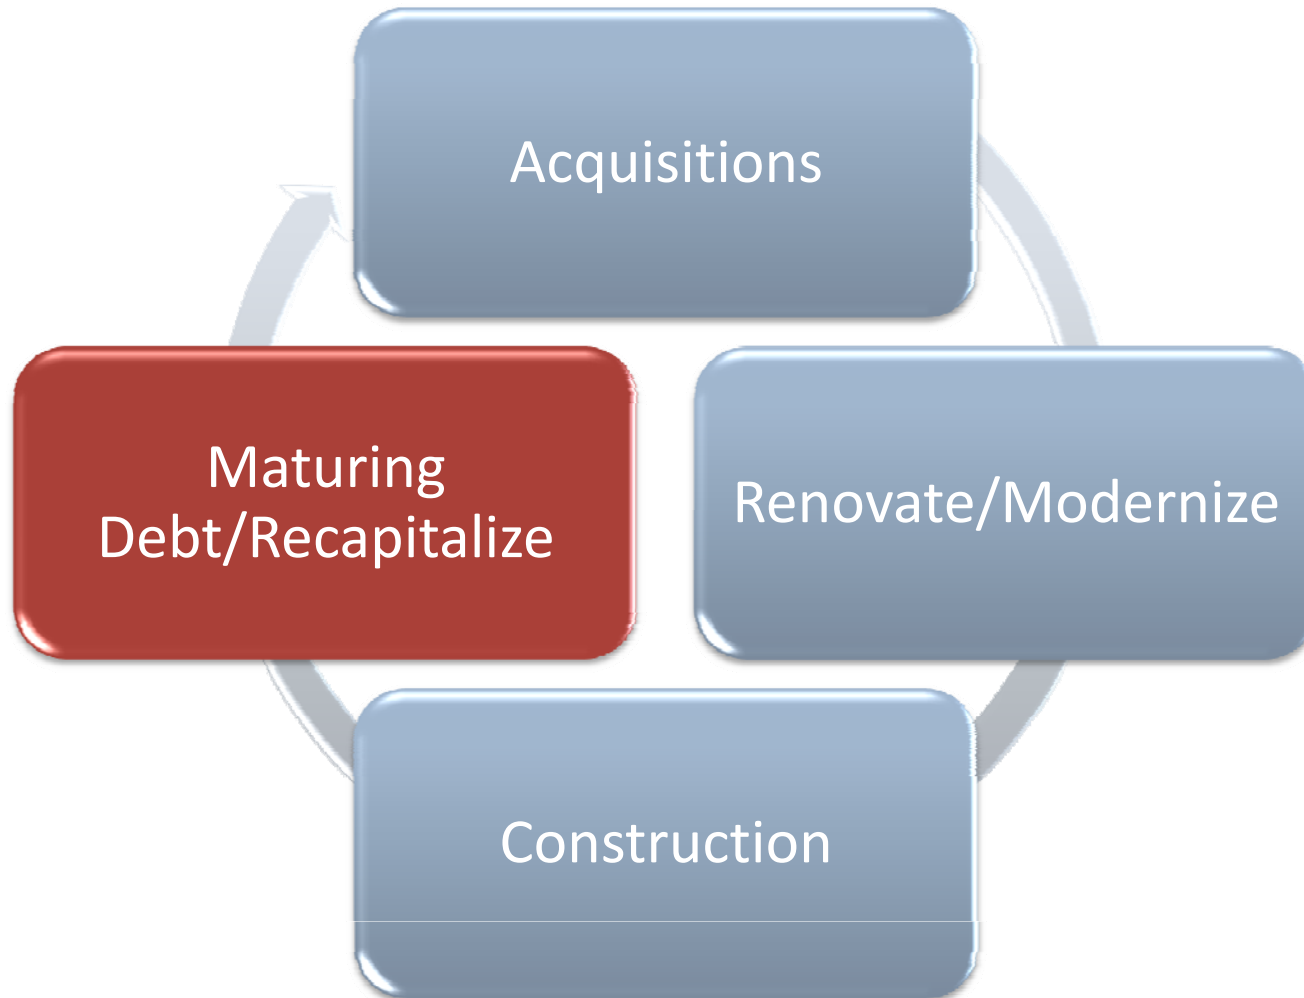 Acquisitions
Maturing
Debt/Recapitalize
Renovate/Modernize
Construction